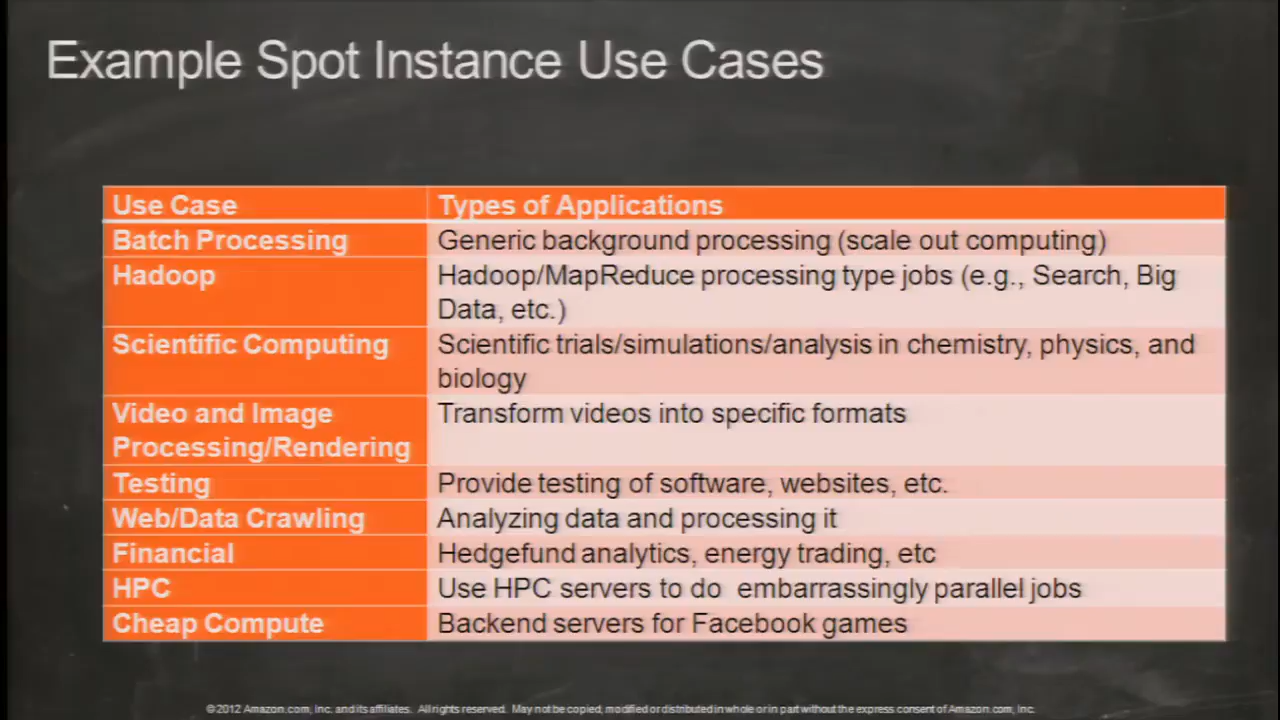 Example Spot Instance Use Cases
Use Case Types of Applications
Batch Processing Generic background processing (scale out computing)
Hadoop Hadoop/MapReduce processing type jobs (e.g., Search, Big
Data, etc.)
Scientific Computing Scientific trials/simulations/analysis in chemistry, physics, and
biology
Video and Image Transform videos into specific formats
Processing/Rendering
Testing Provide testing of software, websites, etc.
Web/Data Crawling Analyzing data and processing it
Financial Hedgefund analytics, energy trading, etc
HPC Use HPC servers to do embarrassingly parallel jobs
Cheap Compute Backend servers for Facebook games
© 2012 Amazon.com, Inc. and its affiliates. All rights reserved. May not be copied, modified or distributed in whole or in part without the express consent of Amazon.com, Inc.